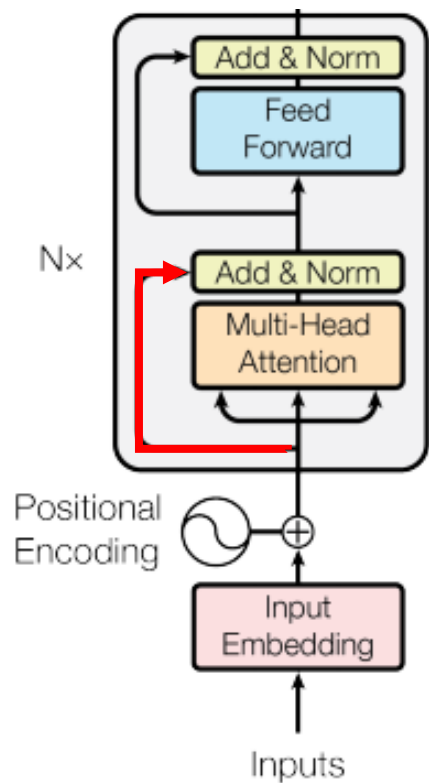 Add & Norm
Feed
Forward
Nx
Add & Norm
Multi-Head
Attention
Positional
Encoding
Input
Embedding
Inputs